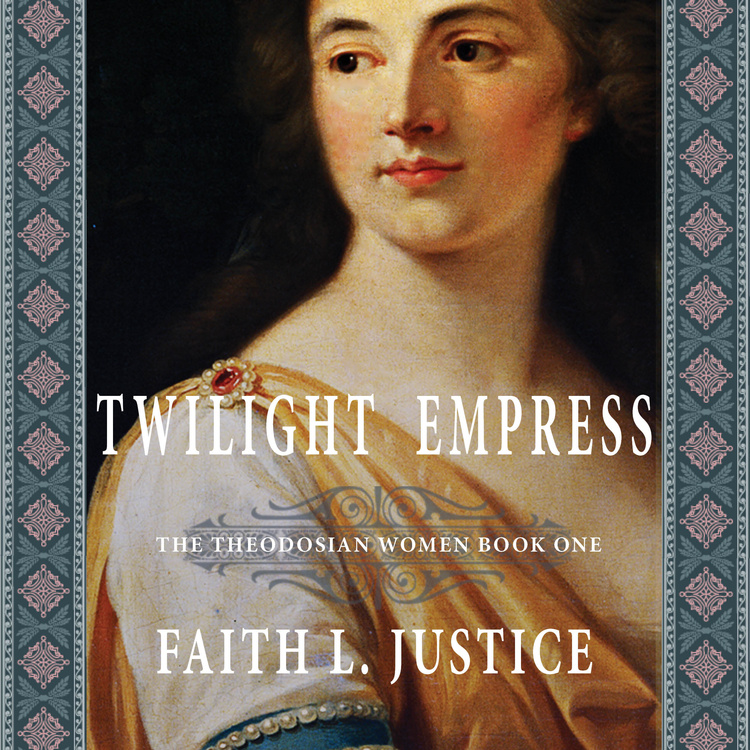 TWILIGHT EMPRESS
THE THEODOSIAN WOMEN BOOK ONE
FAITH L. JUSTICE